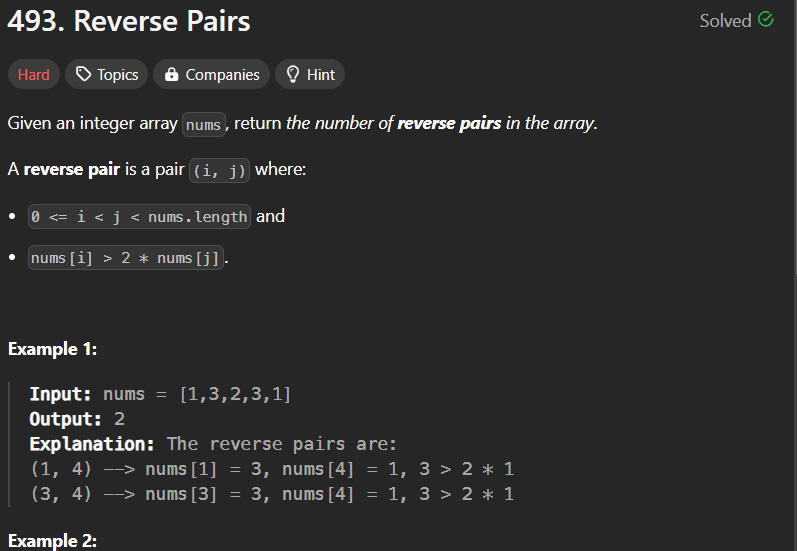 493. Reverse Pairs
Solved
Hard Topics Companies Hint
Given an integer array nums, return the number of reverse pairs in the array.
A reverse pair is a pair (i, j) where:
• 0 <= i < j < nums.length and
• nums[i] > 2 * nums[j].
Example 1:
Input: nums = [1,3,2,3,1]
Output: 2
Explanation: The reverse pairs are:
(1, 4) --> nums[1] = 3, nums[4] = 1, 3 > 2 * 1
(3, 4) --> nums[3] = 3, nums[4] = 1, 3 > 2 * 1
Example 2: